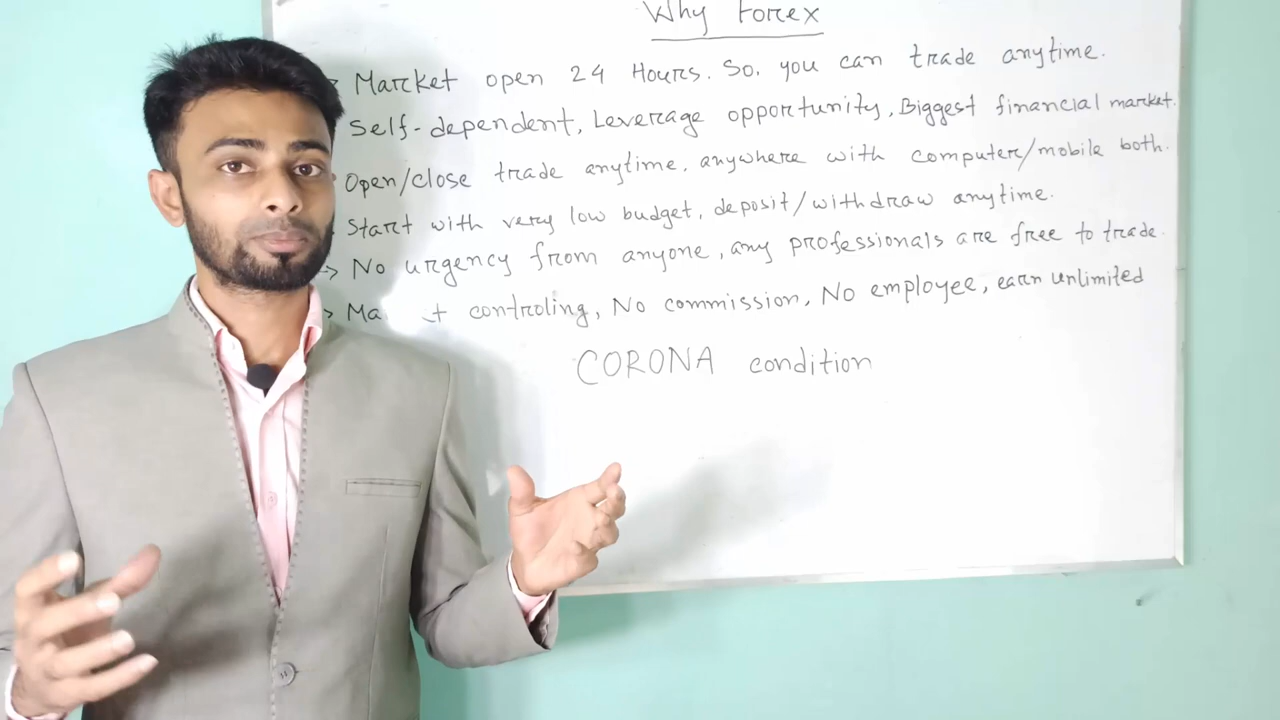 Why Forex
Market open 24 Hours. So, you can trade anytime.
Self-dependent, Leverage opportunity, Biggest financial market.
Open/close trade anytime, anywhere with computer/mobile both.
Start with very low budget, deposit/withdraw anytime.
→ No urgency from anyone, any professionals are free to trade.
controling, No commission, No employee, earn unlimited
CORONA condition